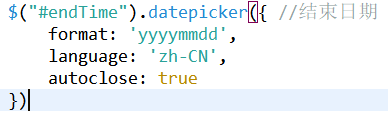 $("#endTime").datepicker({ //结束日期
    format: 'yyyymmdd',
    language: 'zh-CN',
    autoclose: true
})